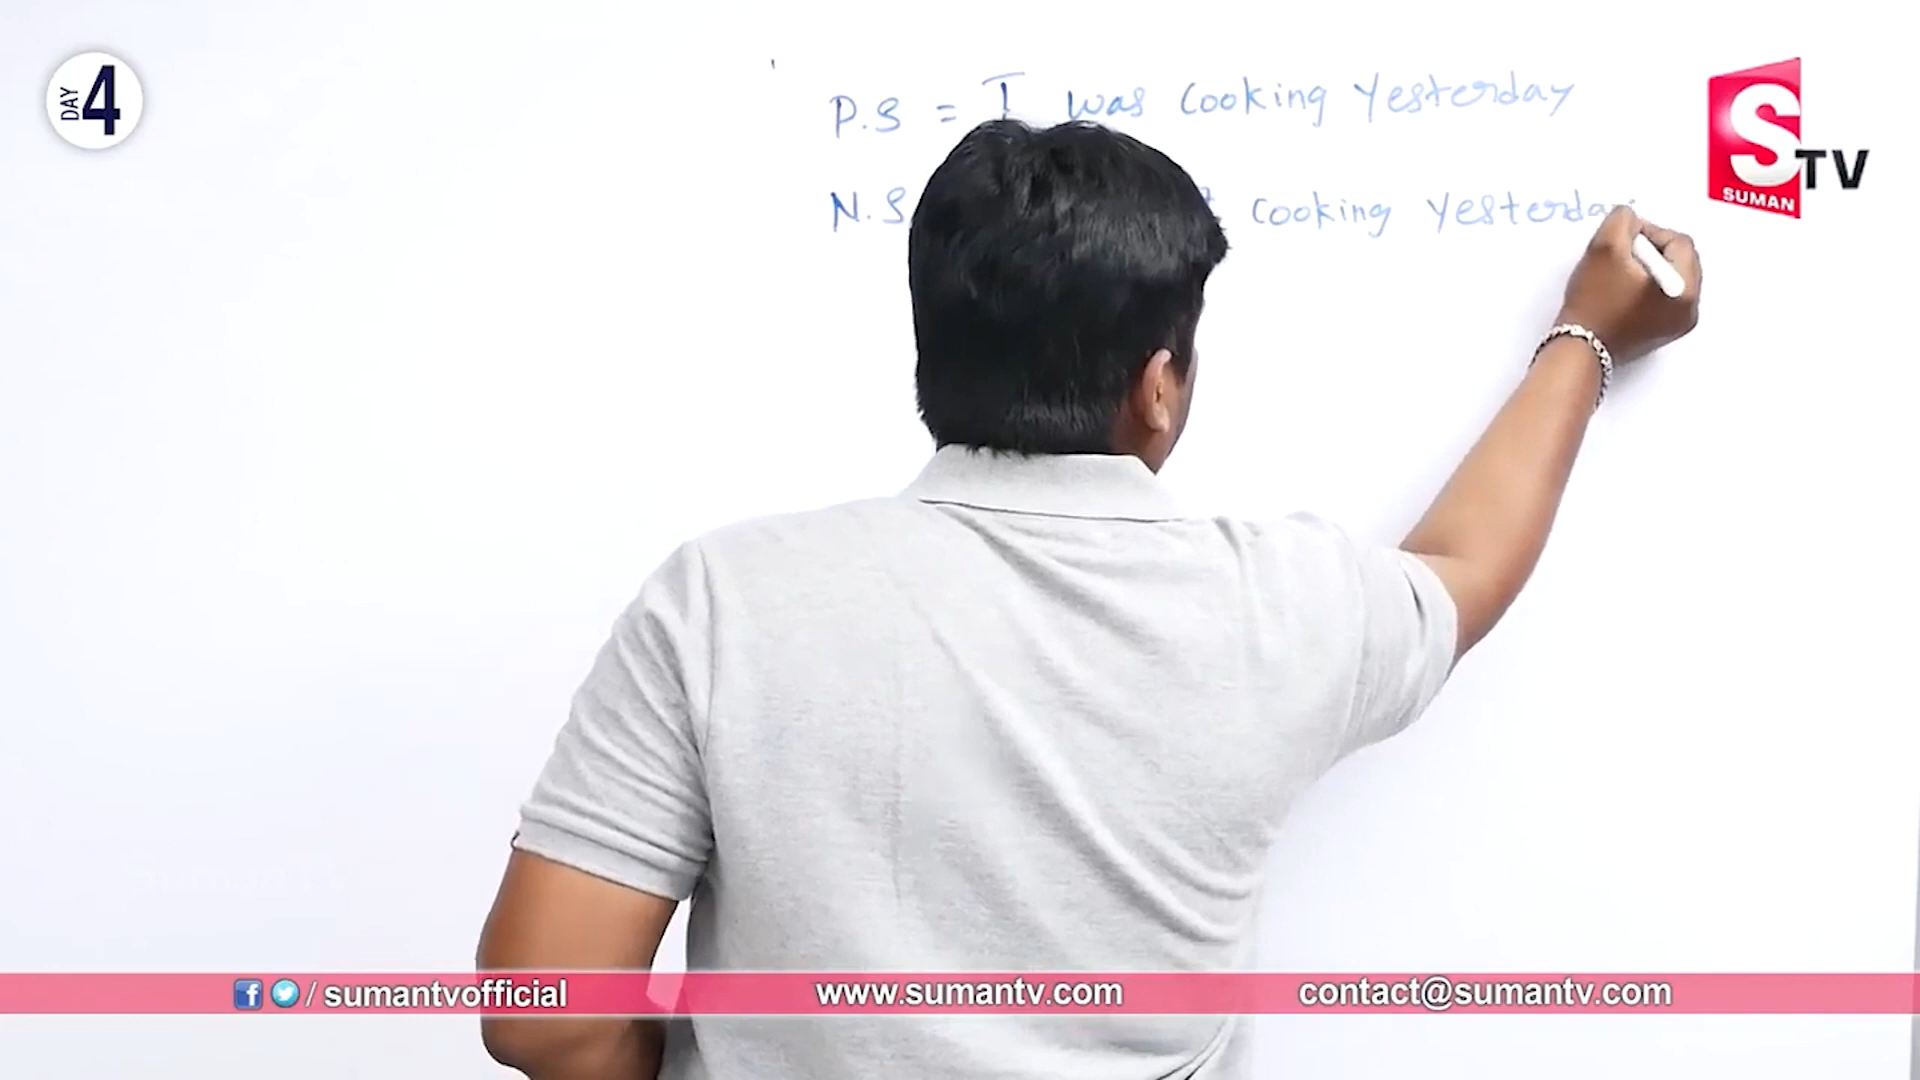 DAY 4
P.S = I was cooking yesterday
N.S cooking yesterday
S TV
SUMAN
/ sumantvofficial
www.sumantv.com
contact@sumantv.com